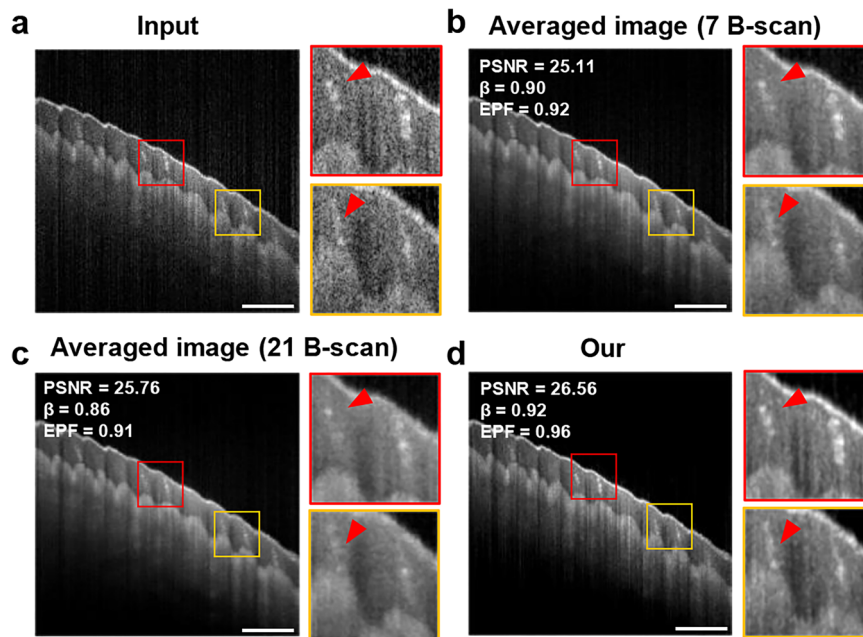 a
Input
b
Averaged image (7 B-scan)
PSNR = 25.11
β = 0.90
EPF = 0.92
c
Averaged image (21 B-scan)
PSNR = 25.76
β = 0.86
EPF = 0.91
d
Our
PSNR = 26.56
β = 0.92
EPF = 0.96